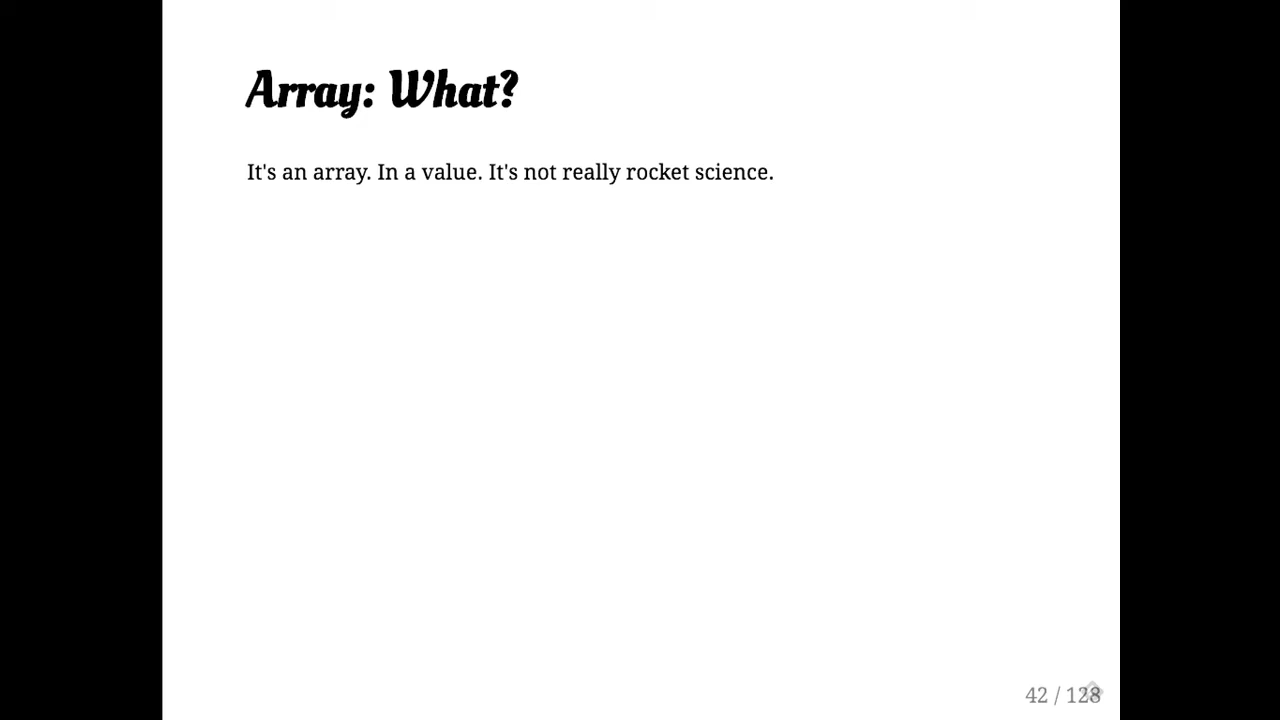 Array: What?
It's an array. In a value. It's not really rocket science.
42 / 128